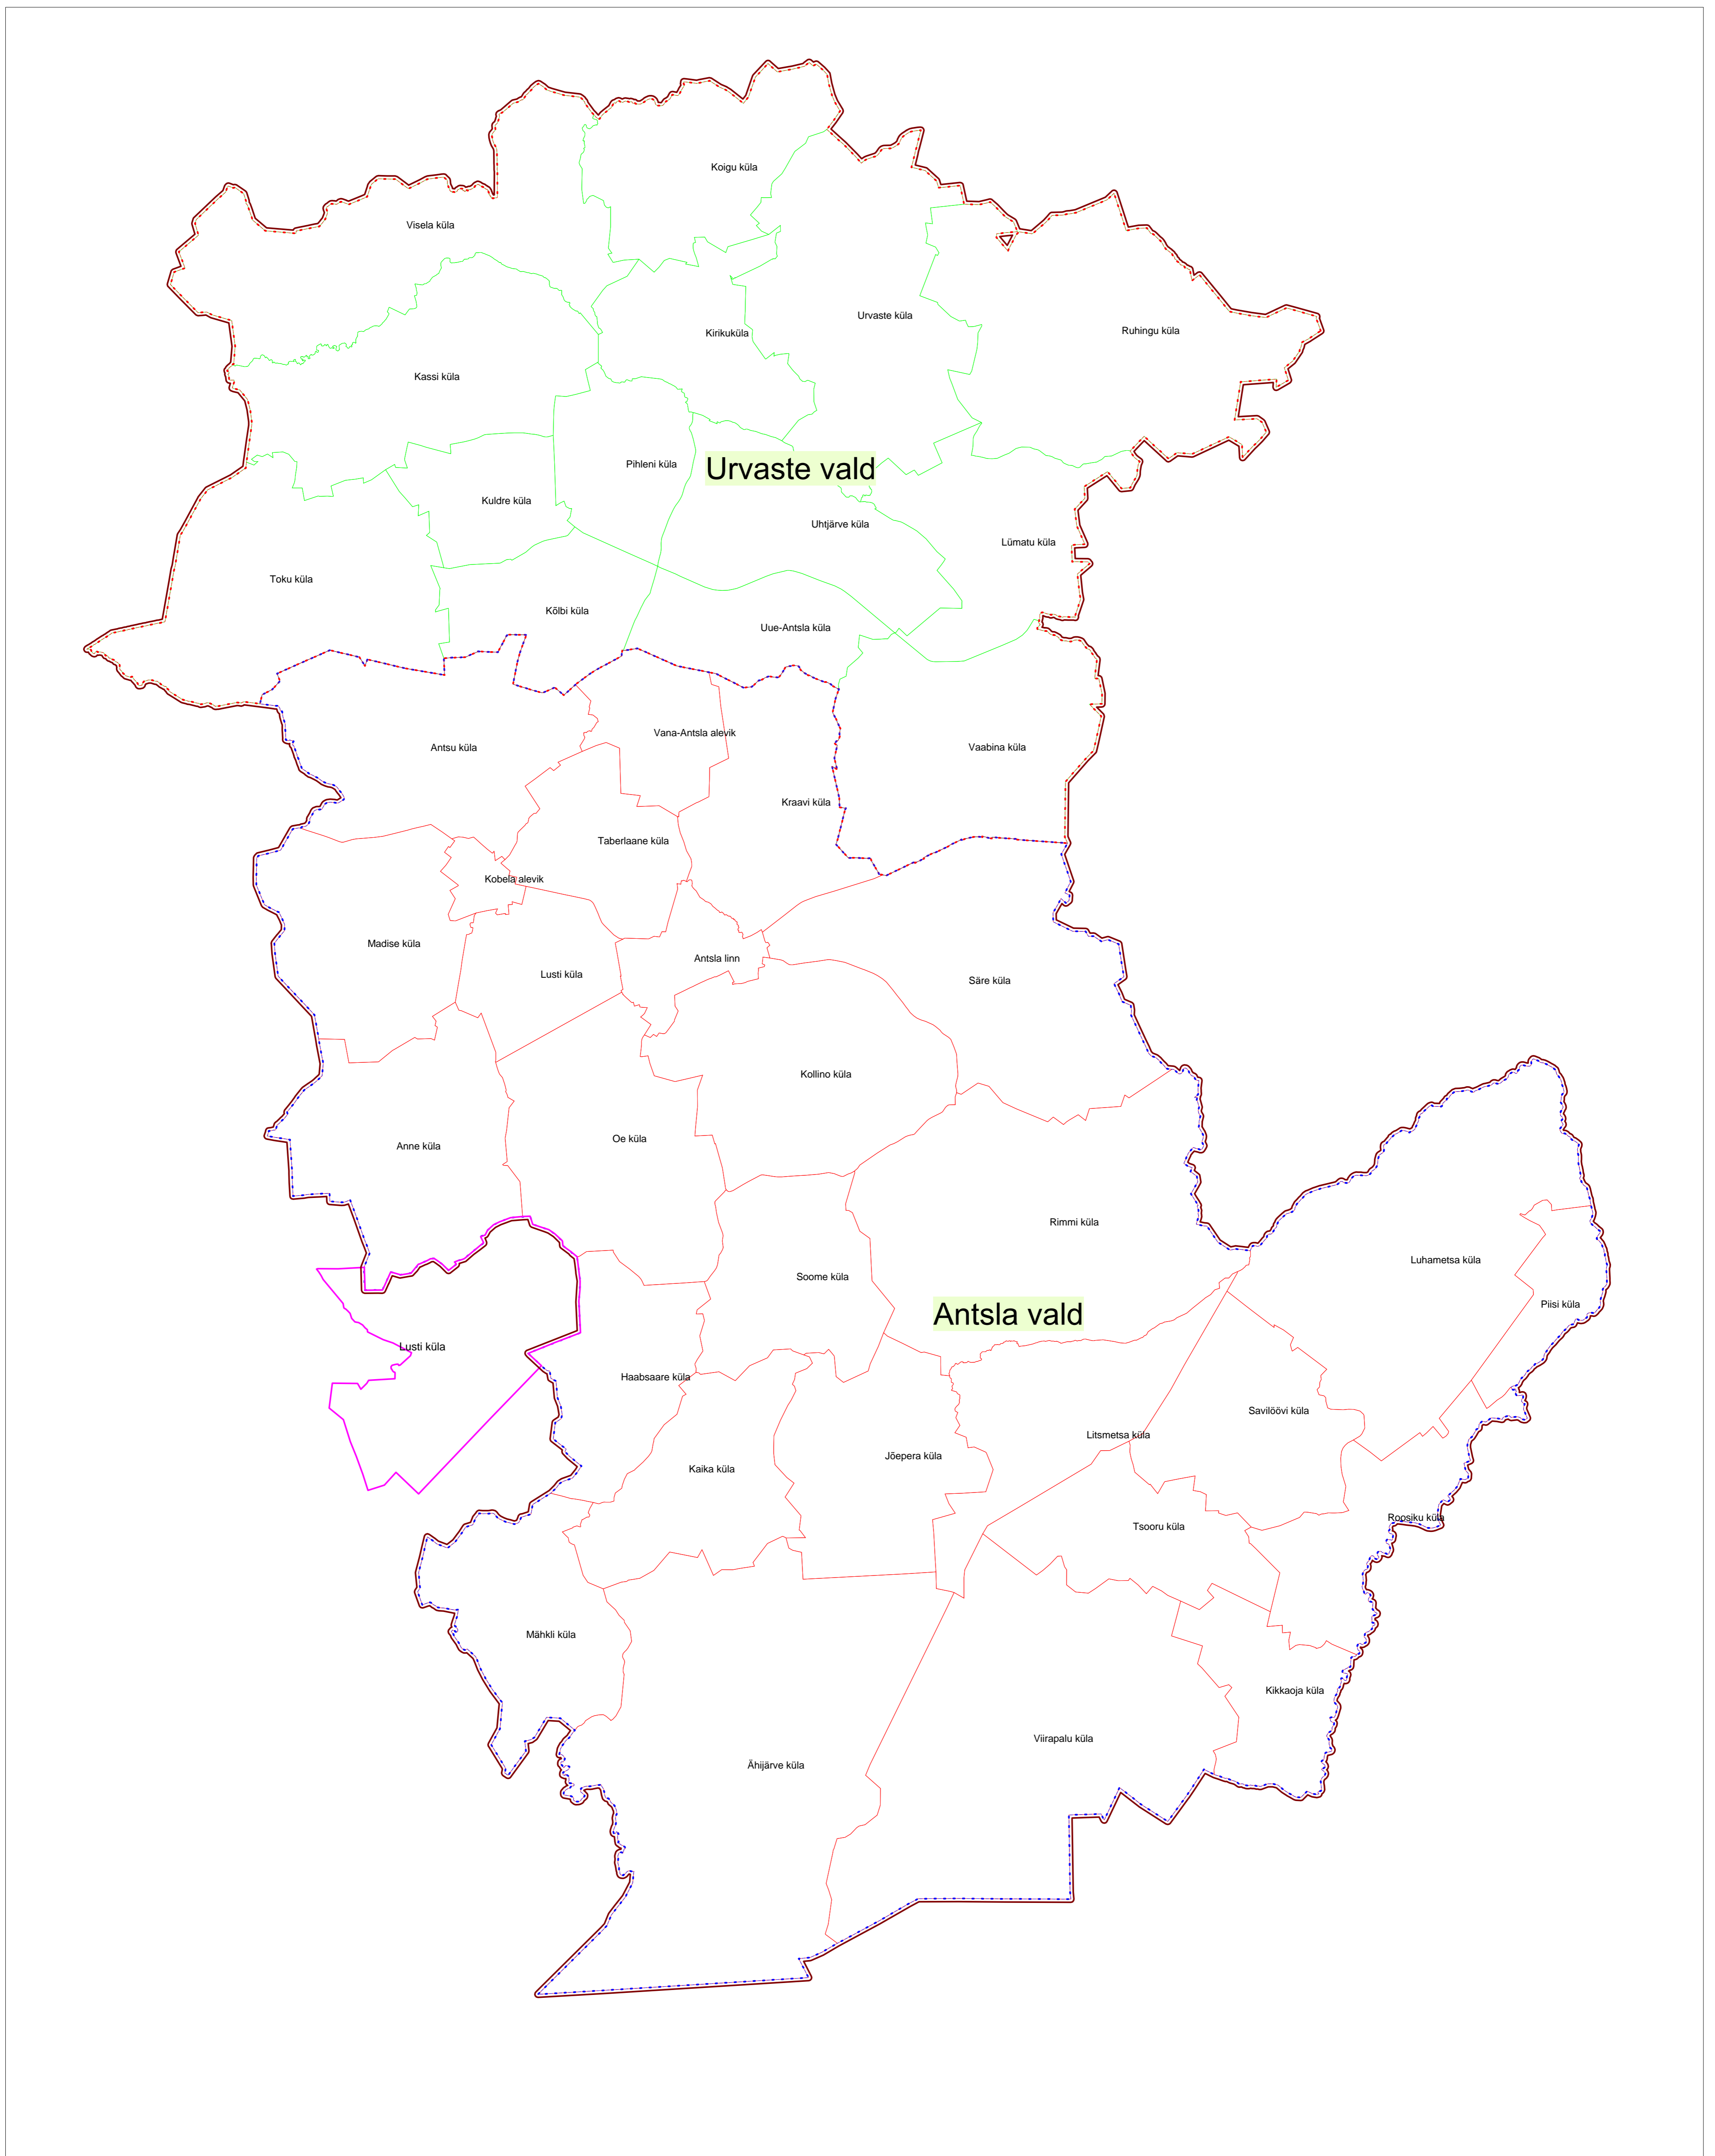 Koigu küla
Visela küla
Urvaste küla
Ruhingu küla
Kirikuküla
Kassi küla
Pihleni küla
Urvaste vald
Kuldre küla
Uhtjärve küla
Lümatu küla
Toku küla
Kõlbi küla
Uue-Antsla küla
Vana-Antsla alevik
Antsu küla
Vaabina küla
Kraavi küla
Taberlaane küla
Kobela alevik
Madise küla
Antsla linn
Lusti küla
Säre küla
Kollino küla
Oe küla
Anne küla
Rimmi küla
Luhametsa küla
Soome küla
Piisi küla
Antsla vald
Lusti küla
Haabsaare küla
Savilöövi küla
Litsmetsa küla
Jõepera küla
Kaika küla
Roosiku küla
Tsooru küla
Mähkli küla
Kikkaoja küla
Viirapalu küla
Ähijärve küla